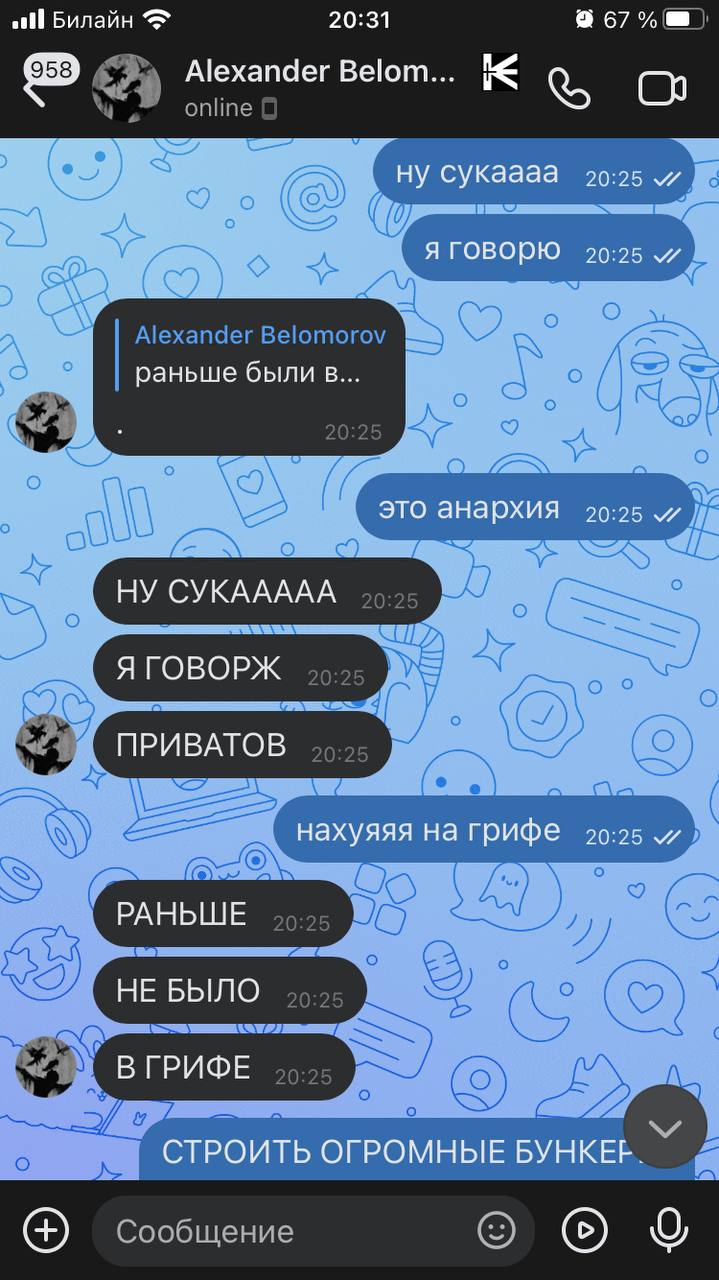 Билайн 20:31 67 %
958
Alexander Belom...
online
ну сукаааа 20:25
я говорю 20:25
Alexander Belomorov
раньше были в...
. 20:25
это анархия 20:25
НУ СУКААААА 20:25
Я ГОВОРЖ 20:25
ПРИВАТОВ 20:25
нахуяяя на грифе 20:25
РАНЬШЕ 20:25
НЕ БЫЛО 20:25
В ГРИФЕ 20:25
СТРОИТЬ ОГРОМНЫЕ
Сообщение